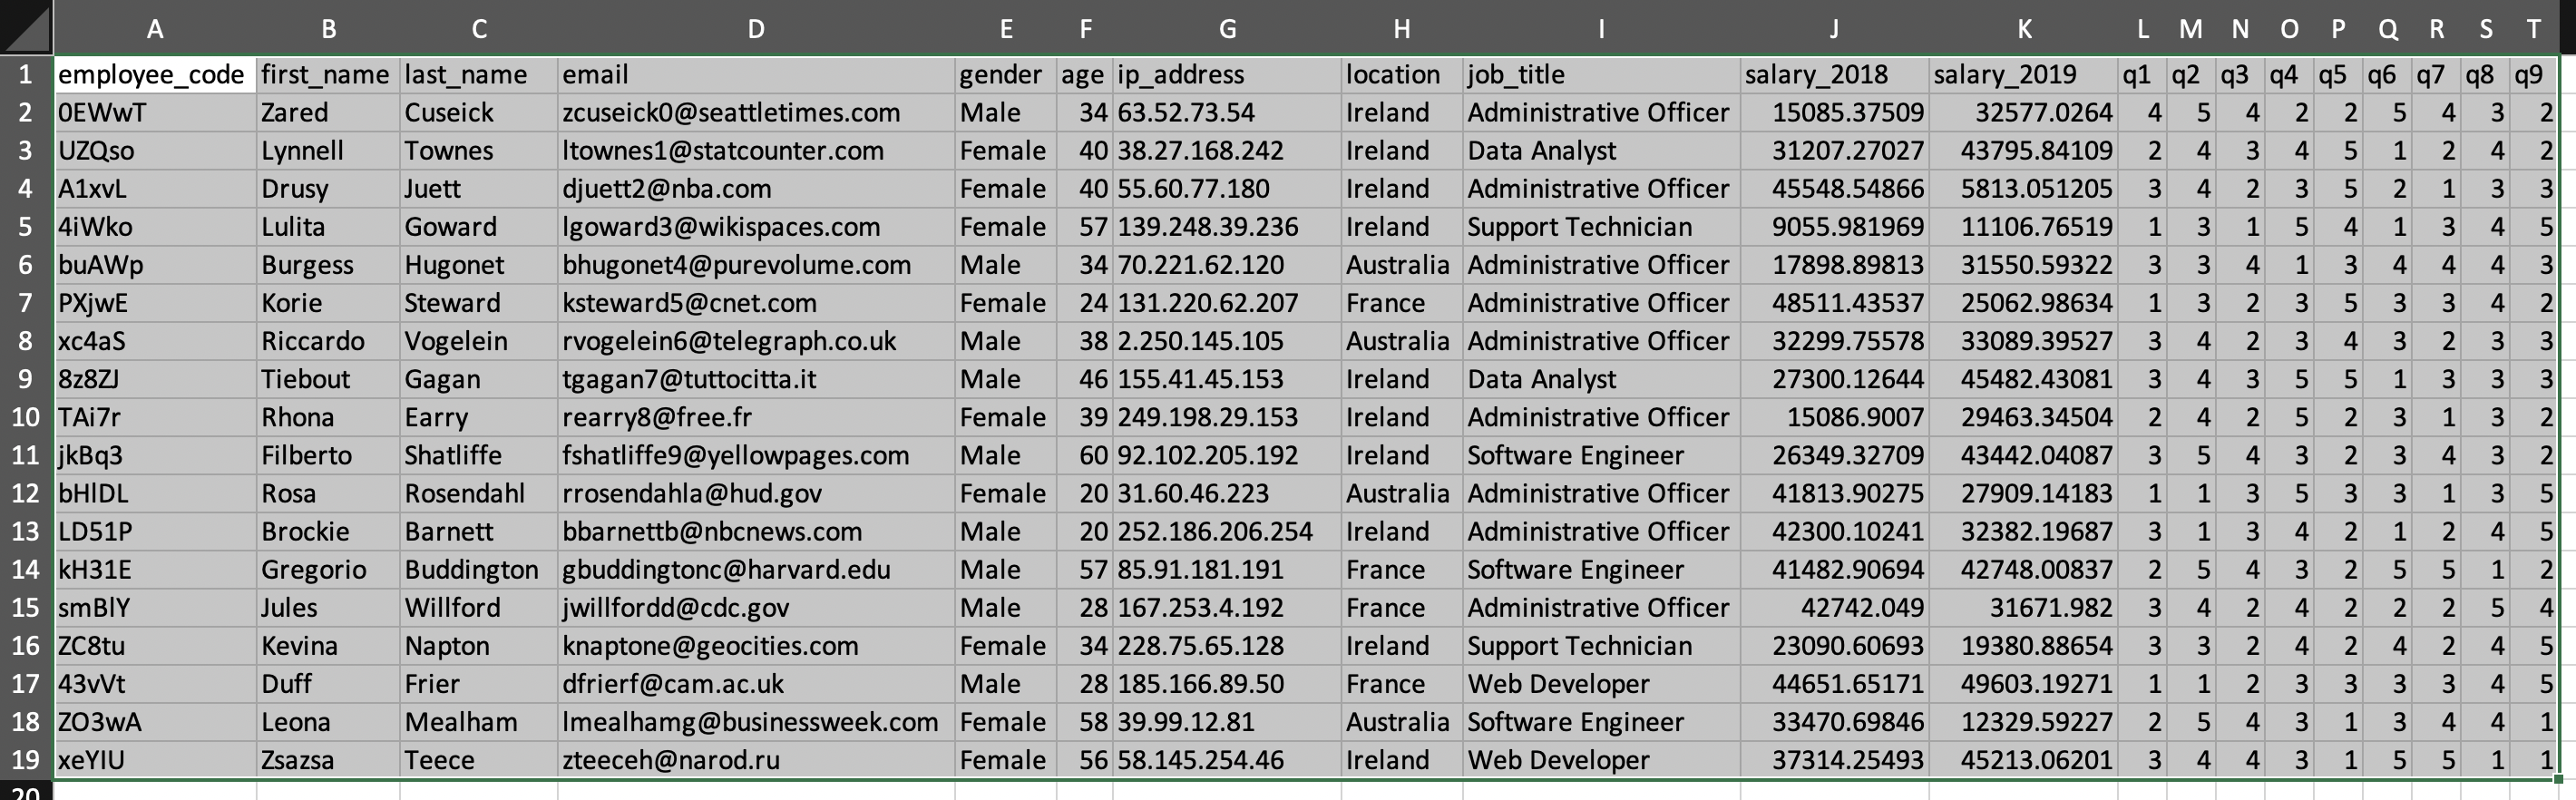 A B C D E F G H I J K L M N O P Q R S T
1 employee_code first_name last_name email gender age ip_address location job_title salary_2018 salary_2019 q1 q2 q3 q4 q5 q6 q7 q8 q9
2 0EWwT Zared Cuseick zcuseick0@seattletimes.com Male 34 63.52.73.54 Ireland Administrative Officer 15085.37509 32577.0264 4 5 4 2 2 5 4 3 2
3 UZQso Lynnell Townes ltownes1@statcounter.com Female 40 38.27.168.242 Ireland Data Analyst 31207.27027 43795.84109 2 4 3 4 5 1 2 4 2
4 A1xvL Drusy Juett djuett2@nba.com Female 40 55.60.77.180 Ireland Administrative Officer 45548.54866 5813.051205 3 4 2 3 5 2 1 3 3
5 4iWko Lulita Goward lgoward3@wikispaces.com Female 57 139.248.39.236 Ireland Support Technician 9055.981969 11106.76519 1 3 1 5 4 1 3 4 5
6 buAWp Burgess Hugonet bhugonet4@purevolume.com Male 34 70.221.62.120 Australia Administrative Officer 17898.89813 31550.59322 3 3 4 1 3 4 4 4 3
7 PXjwE Korie Steward ksteward5@cnet.com Female 24 131.220.62.207 France Administrative Officer 48511.43537 25062.98634 1 3 2 3 5 3 3 4 2
8 xc4aS Riccardo Vogelein rvogelein6@telegraph.co.uk Male 38 2.250.145.105 Australia Administrative Officer 32299.75578 33089.39527 3 4 2 3 4 3 2 3 3
9 8z8ZJ Tiebout Gagan tgagan7@tuttocitta.it Male 46 155.41.45.153 Ireland Data Analyst 27300.12644 45482.43081 3 4 3 5 5 1 3 3 3
10 TAi7r Rhona Earry rearry8@free.fr Female 39 249.198.29.153 Ireland Administrative Officer 15086.9007 29463.34504 2 4 2 5 2 3 1 3 2
11 jkBq3 Filberto Shatliffe fshatliffe9@yellowpages.com Male 60 92.102.205.192 Ireland Software Engineer 26349.32709 43442.04087 3 5 4 3 2 3 4 3 2
12 bHlDL Rosa Rosendahl rrosendahla@hud.gov Female 20 31.60.46.223 Australia Administrative Officer 41813.90275 27909.14183 1 1 3 5 3 3 1 3 5
13 LD51P Brockie Barnett bbarnettb@nbcnews.com Male 20 252.186.206.254 Ireland Administrative Officer 42300.10241 32382.19687 3 1 3 4 2 1 2 4 5
14 kH31E Gregorio Buddington gbuddingtonc@harvard.edu Male 57 85.91.181.191 France Software Engineer 41482.90694 42748.00837 2 5 4 3 2 5 5 1 2
15 smBlY Jules Willford jwillfordd@cdc.gov Male 28 167.253.4.192 France Administrative Officer 42742.049 31671.982 3 4 2 4 2 2 2 5 4
16 ZC8tu Kevina Napton knaptone@geocities.com Female 34 228.75.65.128 Ireland Support Technician 23090.60693 19380.88654 3 3 2 4 2 4 2 4 5
17 43vVt Duff Frier dfrierf@cam.ac.uk Male 28 185.166.89.50 France Web Developer 44651.65171 49603.19271 1 1 2 3 3 3 3 4 5
18 ZO3wA Leona Mealham lmealhamg@businessweek.com Female 58 39.99.12.81 Australia Software Engineer 33470.69846 12329.59227 2 5 4 3 1 3 4 4 1
19 xeYIU Zsazsa Teece zteeceh@narod.ru Female 56 58.145.254.46 Ireland Web Developer 37314.25493 45213.06201 3 4 4 3 1 5 5 1 1
20